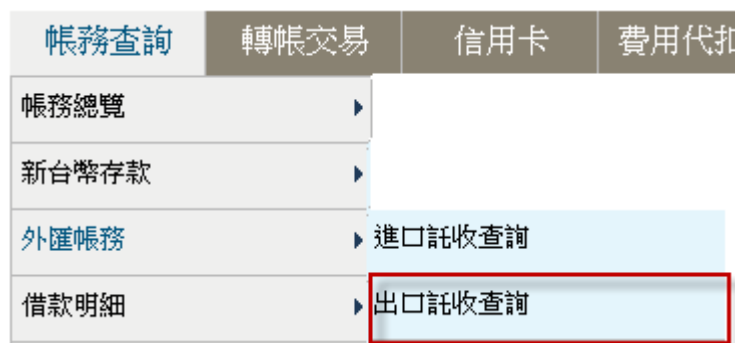 帳務查詢 轉帳交易 信用卡 費用代扣
帳務總覽
新台幣存款
外匯帳務 進口託收查詢
借款明細 出口託收查詢